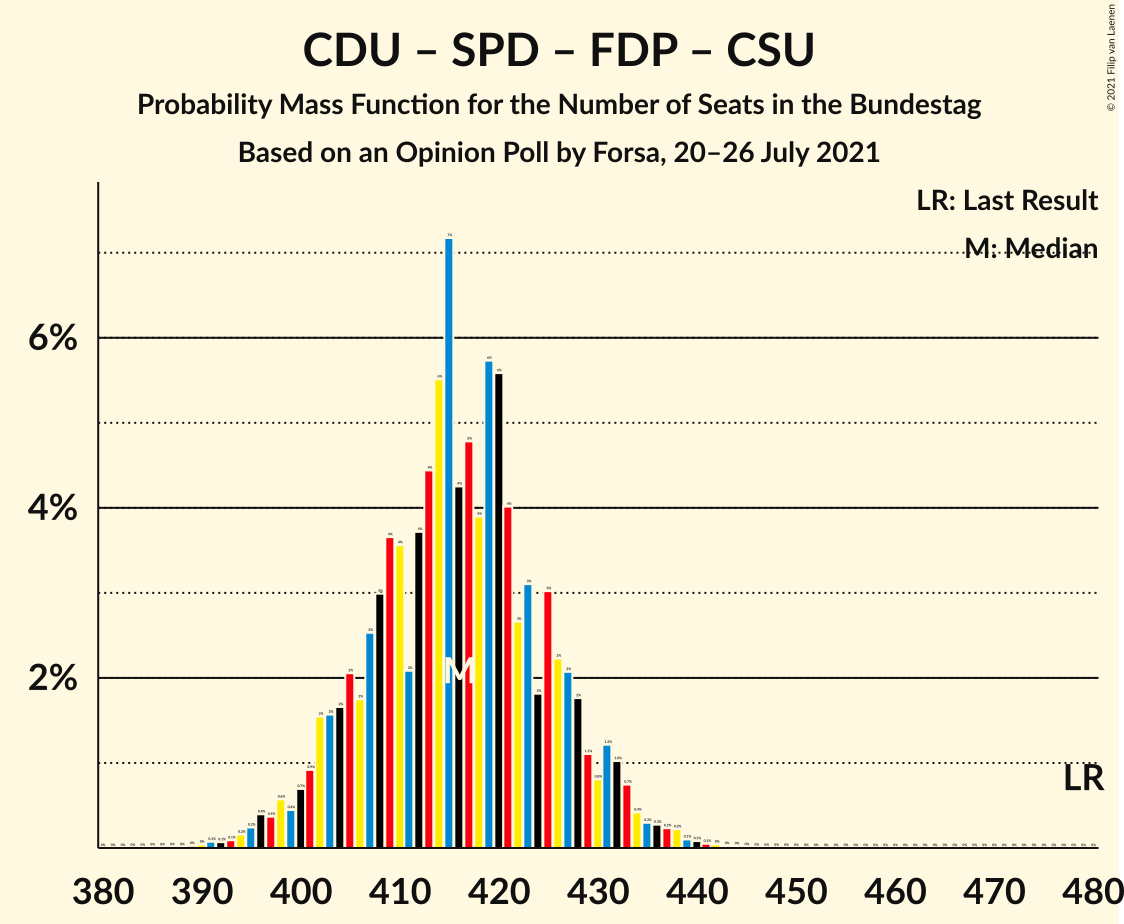 CDU – SPD – FDP – CSU
Probability Mass Function for the Number of Seats in the Bundestag
Based on an Opinion Poll by Forsa, 20–26 July 2021
© 2021 Filip van Laenen
LR: Last Result
M: Median
6%
4%
2%
M
LR
380 390 400 410 420 430 440 450 460 470 480